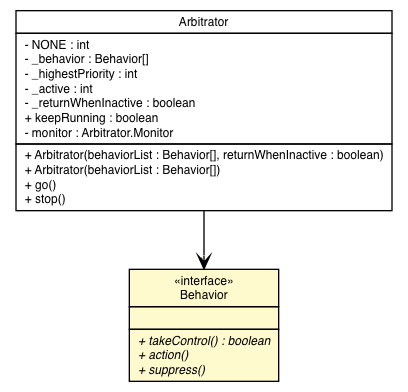 Arbitrator
- NONE : int
- _behavior : Behavior[]
- _highestPriority : int
- _active : int
- _returnWhenInactive : boolean
+ keepRunning : boolean
- monitor : Arbitrator.Monitor
+ Arbitrator(behaviorList : Behavior[], returnWhenInactive : boolean)
+ Arbitrator(behaviorList : Behavior[])
+ go()
+ stop()
«interface»
Behavior
+ takeControl() : boolean
+ action()
+ suppress()